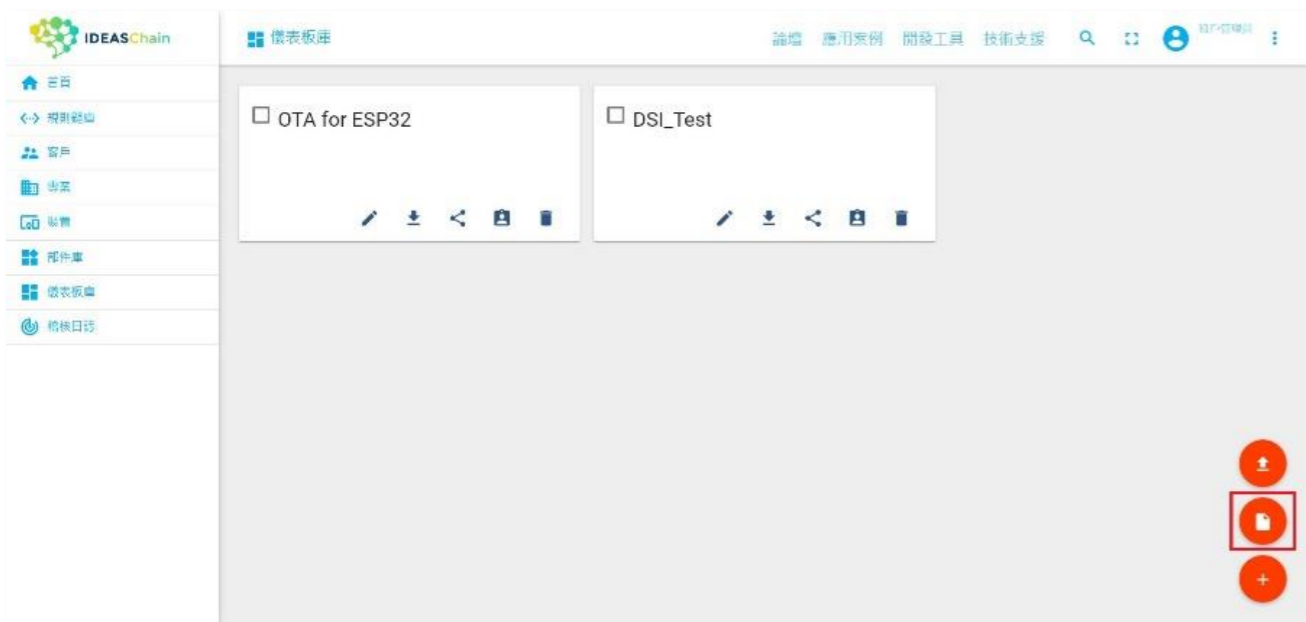 IDEASChain
儀表板庫
論壇 應用案例 開發工具 技術支援
首頁
規則鏈庫
客戶
專案
裝置
部件庫
儀表板庫
稽核日誌
OTA for ESP32
DSI_Test